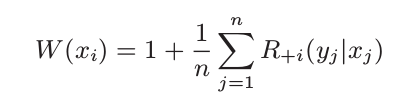 W(x_i) = 1 + \frac{1}{n} \sum_{j=1}^{n} R_{+i}(y_j|x_j)